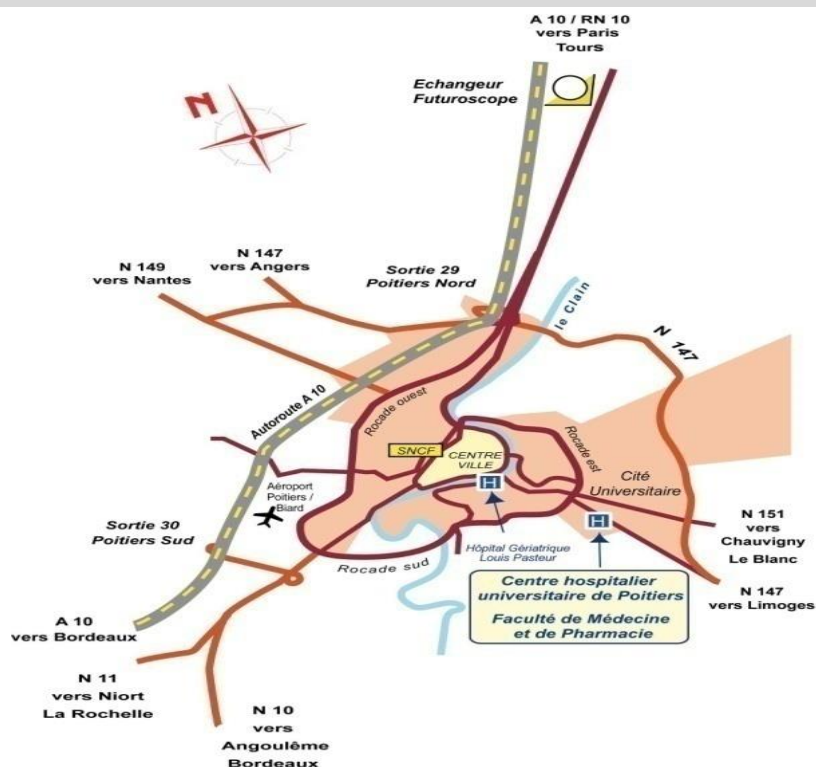 A 10 / RN 10
vers Paris
Tours
Echangeur
Futuroscope
N
N 147
vers Angers
N 149
vers Nantes
Sortie 29
Poitiers Nord
le Clain
N 147
Autoroute A 10
Rocade ouest
SNCF
CENTRE
VILLE
Rocade est
Cité
Universitaire
Aéroport
Poitiers /
Biard
H
H
Sortie 30
Poitiers Sud
Rocade sud
Hôpital Gériatrique
Louis Pasteur
N 151
vers
Chauvigny
Le Blanc
Centre hospitalier
universitaire de Poitiers
Faculté de Médecine
et de Pharmacie
N 147
vers Limoges
A 10
vers Bordeaux
N 11
vers Niort
La Rochelle
N 10
vers
Angoulême
Bordeaux